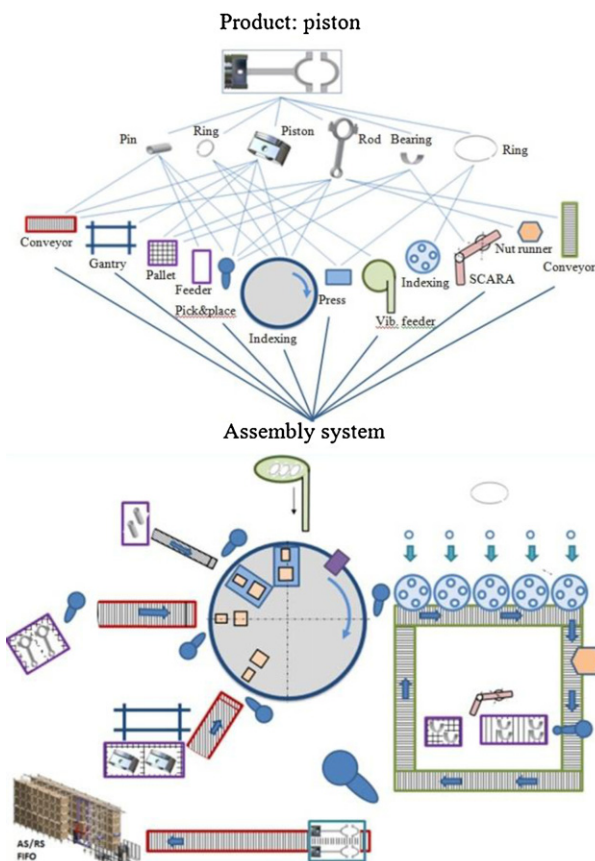 Product: piston
Pin
Ring
Piston
Rod
Bearing
Ring
Conveyor
Gantry
Pallet
Feeder
Pick&place
Indexing
Press
Vib. feeder
Indexing
SCARA
Nut runner
Conveyor
Assembly system
AS/RS
FIFO